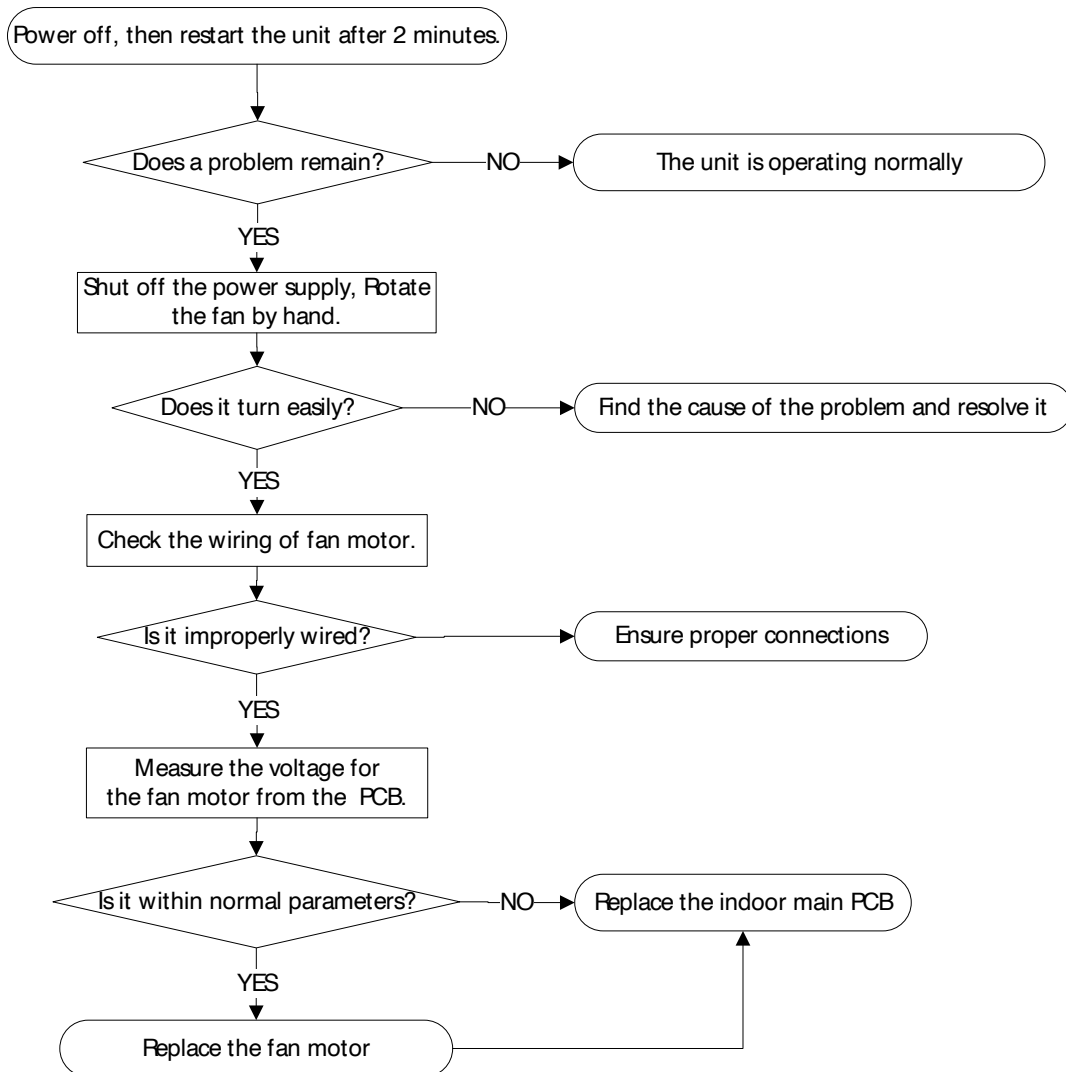 Power off, then restart the unit after 2 minutes.
Does a problem remain?
NO
The unit is operating normally
YES
Shut off the power supply, Rotate
the fan by hand.
Does it turn easily?
NO
Find the cause of the problem and resolve it
YES
Check the wiring of fan motor.
Is it improperly wired?
Ensure proper connections
YES
Measure the voltage for
the fan motor from the PCB.
Is it within normal parameters?
NO
Replace the indoor main PCB
YES
Replace the fan motor